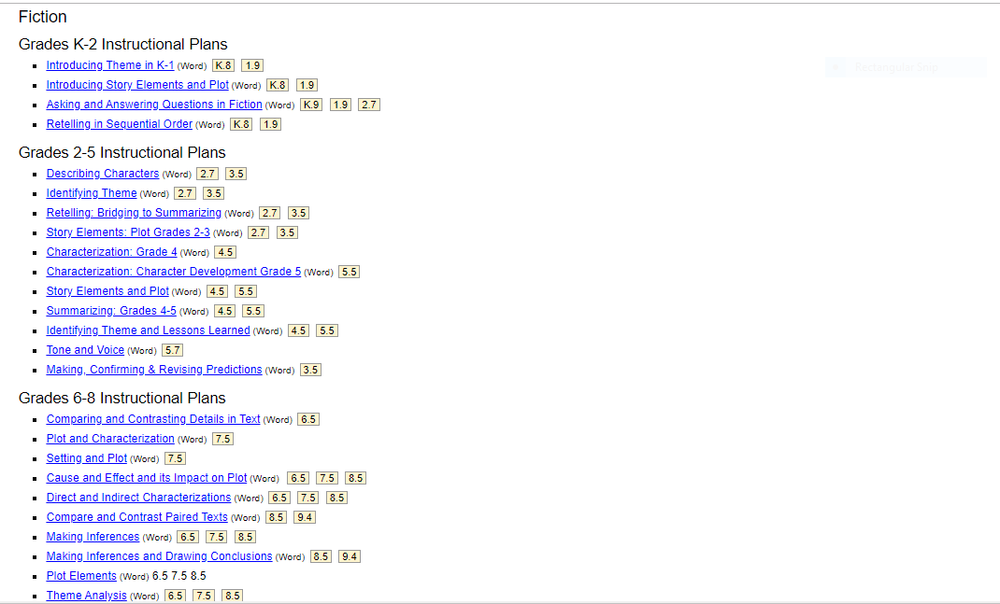 Fiction
Grades K-2 Instructional Plans
Introducing Theme in K-1 (Word) K.8 1.9
Rectangular Snip
Introducing Story Elements and Plot (Word) K.8 1.9
Asking and Answering Questions in Fiction (Word) K.9 1.9 2.7
Retelling in Sequential Order (Word) K.8 1.9
Grades 2-5 Instructional Plans
Describing Characters (Word) 2.7 3.5
Identifying Theme (Word) 2.7 3.5
Retelling: Bridging to Summarizing (Word) 2.7 3.5
Story Elements: Plot Grades 2-3 (Word) 2.7 3.5
Characterization: Grade 4 (Word) 4.5
Characterization: Character Development Grade 5 (Word) 5.5
Story Elements and Plot (Word) 4.5 5.5
Summarizing: Grades 4-5 (Word) 4.5 5.5
Identifying Theme and Lessons Learned (Word) 4.5 5.5
Tone and Voice (Word) 5.7
Making, Confirming & Revising Predictions (Word) 3.5
Grades 6-8 Instructional Plans
Comparing and Contrasting Details in Text (Word) 6.5
Plot and Characterization (Word) 7.5
Setting and Plot (Word) 7.5
Cause and Effect and its Impact on Plot (Word) 6.5 7.5 8.5
Direct and Indirect Characterizations (Word) 6.5 7.5 8.5
Compare and Contrast Paired Texts (Word) 8.5 9.4
Making Inferences (Word) 6.5 7.5 8.5
Making Inferences and Drawing Conclusions (Word) 8.5 9.4
Plot Elements (Word) 6.5 7.5 8.5
Theme Analysis (Word) 6.5 7.5 8.5